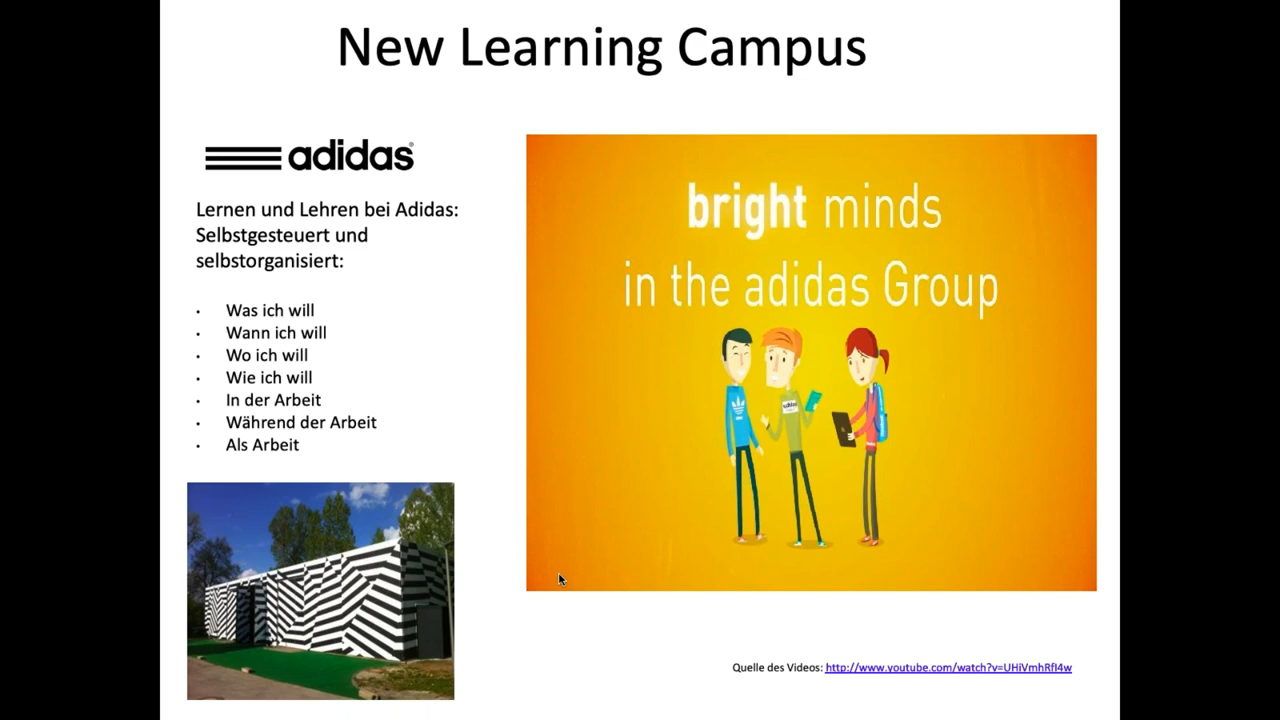 New Learning Campus
adidas
Lernen und Lehren bei Adidas:
Selbstgesteuert und
selbstorganisiert:
• Was ich will
• Wann ich will
• Wo ich will
• Wie ich will
• In der Arbeit
• Während der Arbeit
• Als Arbeit
bright minds
in the adidas Group
adidas
Quelle des Videos: http://www.youtube.com/watch?v=UHiVmhRfI4w